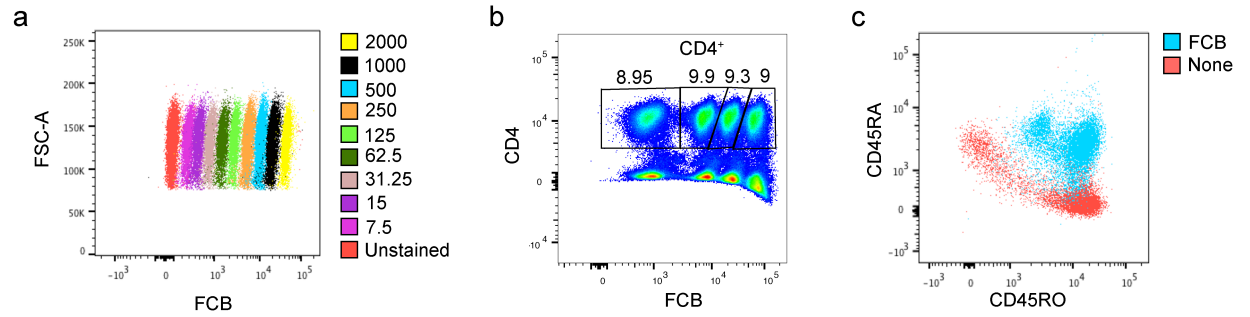 a
250K
200K
150K
100K
50K
0
FSC-A
-10³
0
10³
10⁴
10⁵
FCB
2000
1000
500
250
125
62.5
31.25
15
7.5
Unstained
b
CD4⁺
8.95 9.9 9.3 9
10⁵
10⁴
0
-10⁴
CD4
0
10³
10⁴
10⁵
FCB
c
10⁵
10⁴
10³
0
-10³
CD45RA
-10³
0
10³
10⁴
10⁵
CD45RO
FCB
None